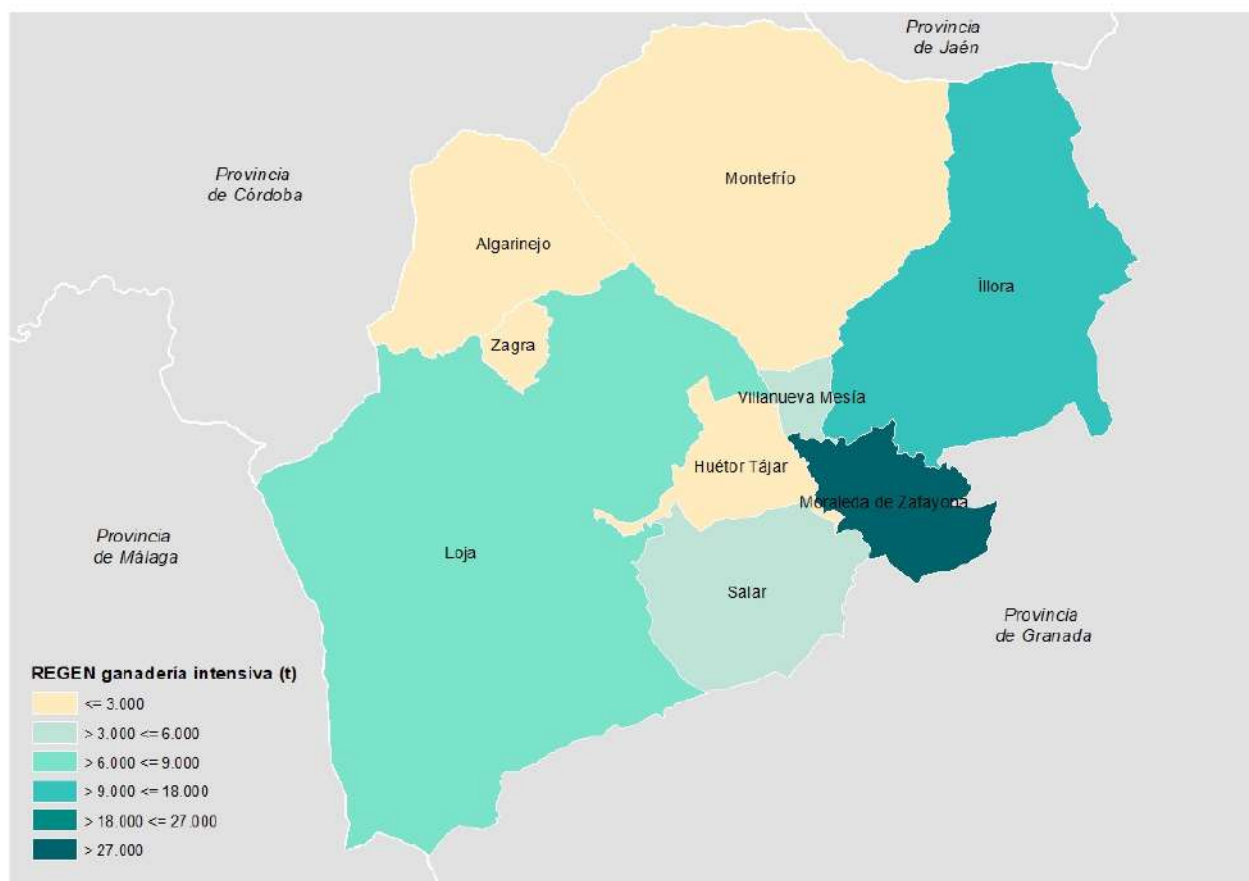 Provincia
de Jaén
Provincia
de Córdoba
Montefrío
Algarinejo
Íllora
Zagra
Villanueva Mesía
Huétor Tájar
Moraleda de Zafayona
Provincia
de Málaga
Loja
Salar
Provincia
de Granada
REGEN ganadería intensiva (t)
<= 3.000
> 3.000 <= 6.000
> 6.000 <= 9.000
> 9.000 <= 18.000
> 18.000 <= 27.000
> 27.000